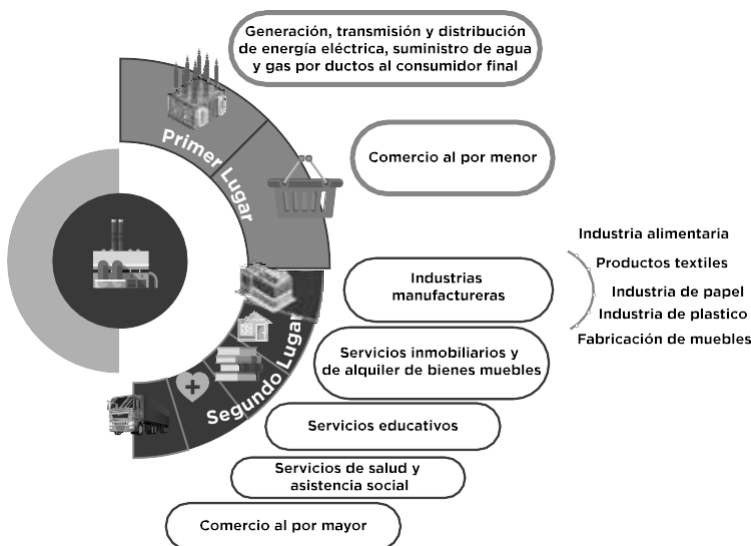 Generación, transmisión y distribución
de energía eléctrica, suministro de agua
y gas por ductos al consumidor final
Primer Lugar
Comercio al por menor
Industrias
manufactureras
Industria alimentaria
Productos textiles
Industria de papel
Industria de plastico
Fabricación de muebles
Segundo Lugar
Servicios inmobiliarios y
de alquiler de bienes muebles
Servicios educativos
Servicios de salud y
asistencia social
Comercio al por mayor